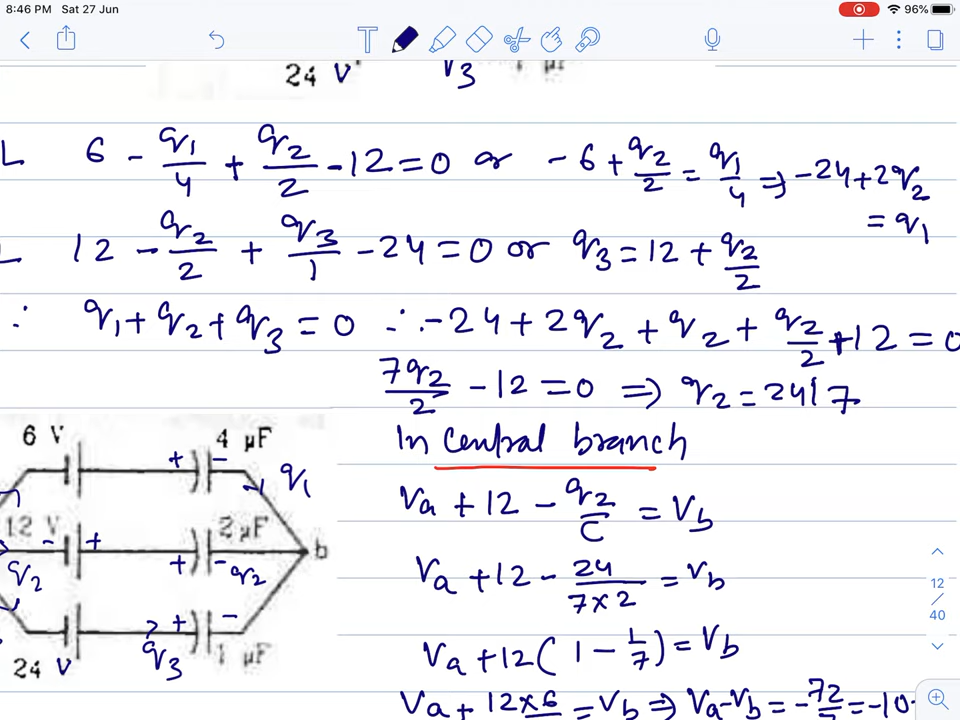 8:46 PM Sat 27 Jun 96%
T
24 V V3
L 6 - q1/4 + q2/2 - 12 = 0 or -6 + q2/2 = q1/4 ⇒ -24 + 2q2
= q1
L 12 - q2/2 + q3/1 - 24 = 0 or q3 = 12 + q2/2
∵ q1 + q2 + q3 = 0 ∴ -24 + 2q2 + q2 + q2/2 + 12 = 0
7q2/2 - 12 = 0 ⇒ q2 = 24/7
In central branch
Va + 12 - q2/C = Vb
Va + 12 - 24/7×2 = Vb
Va + 12(1 - 1/7) = Vb
Va + 12×6 = Vb ⇒ Va - Vb = -72/7 = -10.
6 V 4 μF
+ - q1
12 V 2 μF
- + + - b
q2 q2
+ -
24 V q3 1 μF
12
/
40